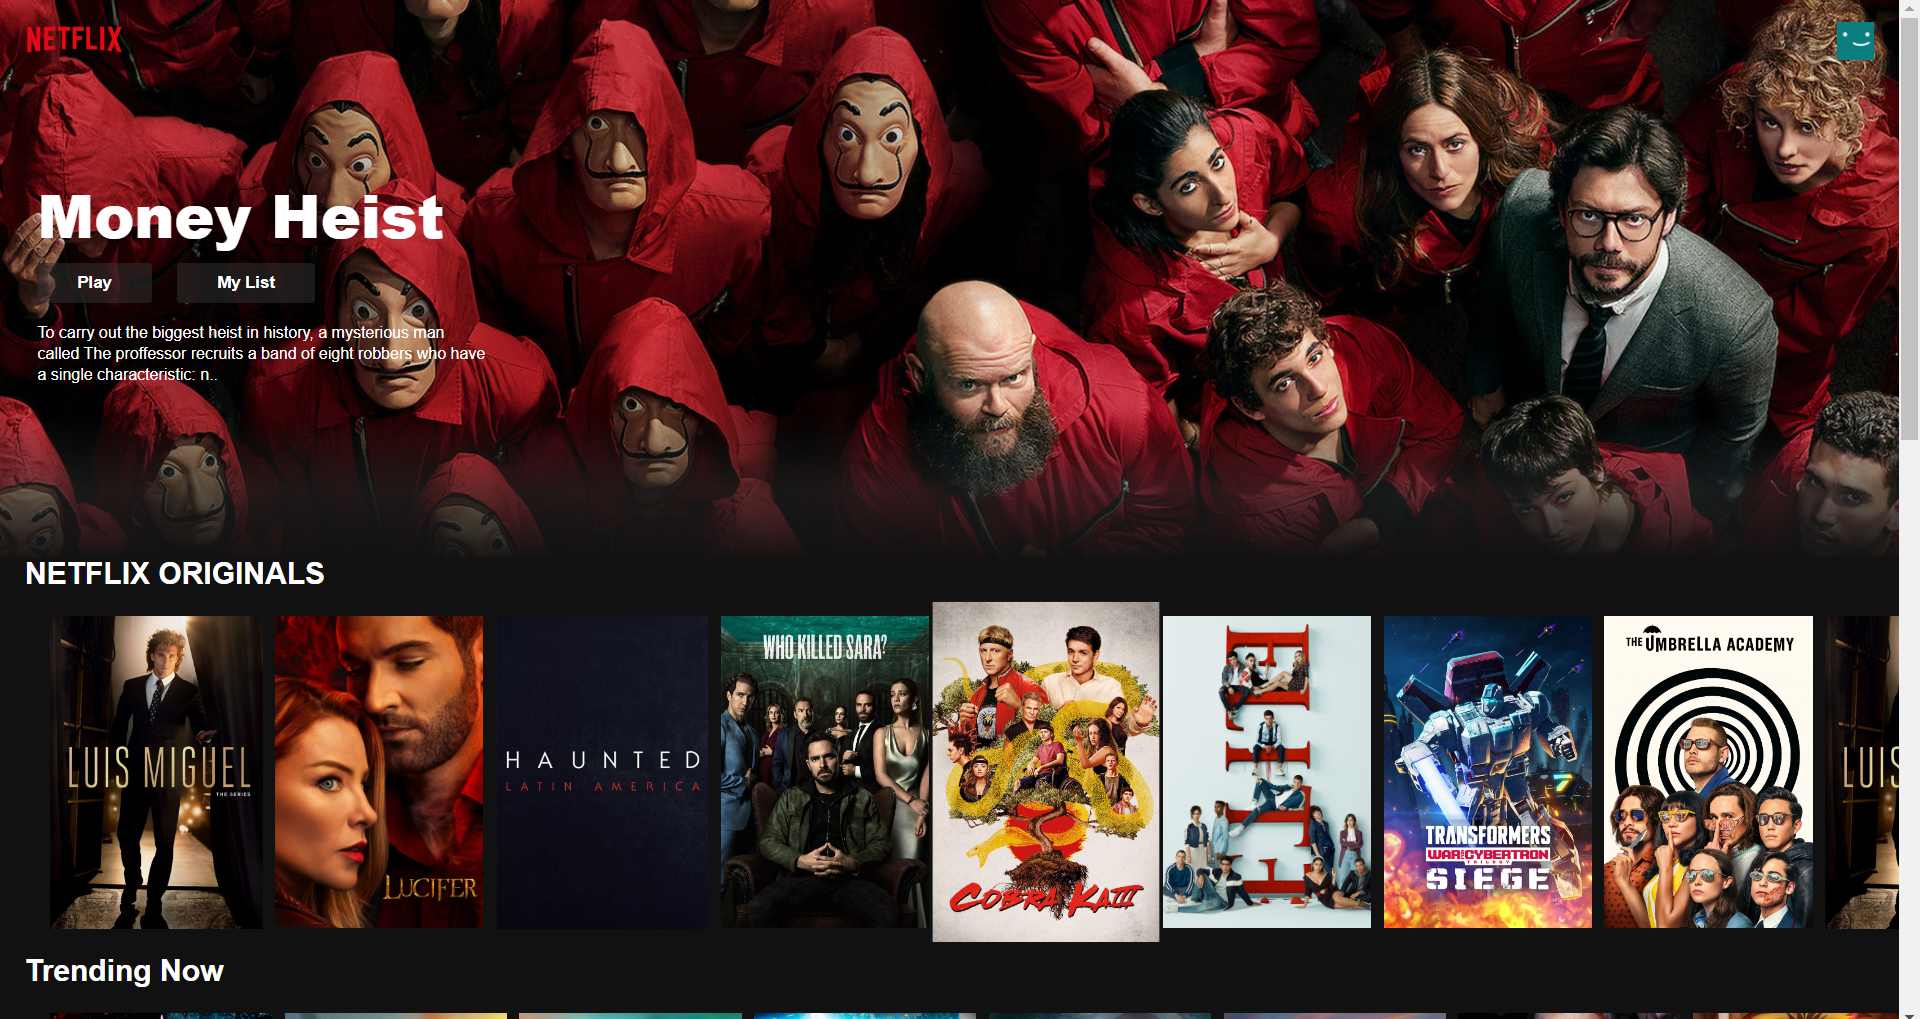 NETFLIX
Money Heist
Play
My List
To carry out the biggest heist in history, a mysterious man
called The proffessor recruits a band of eight robbers who have
a single characteristic: n..
NETFLIX ORIGINALS
LUIS MIGUEL
THE SERIES
LUCIFER
HAUNTED
LATIN AMERICA
WHO KILLED SARA?
COBRA KAIII
ELITE
TRANSFORMERS
WAR FOR CYBERTRON
TRILOGY
SIEGE
THE UMBRELLA ACADEMY
LUIS
Trending Now